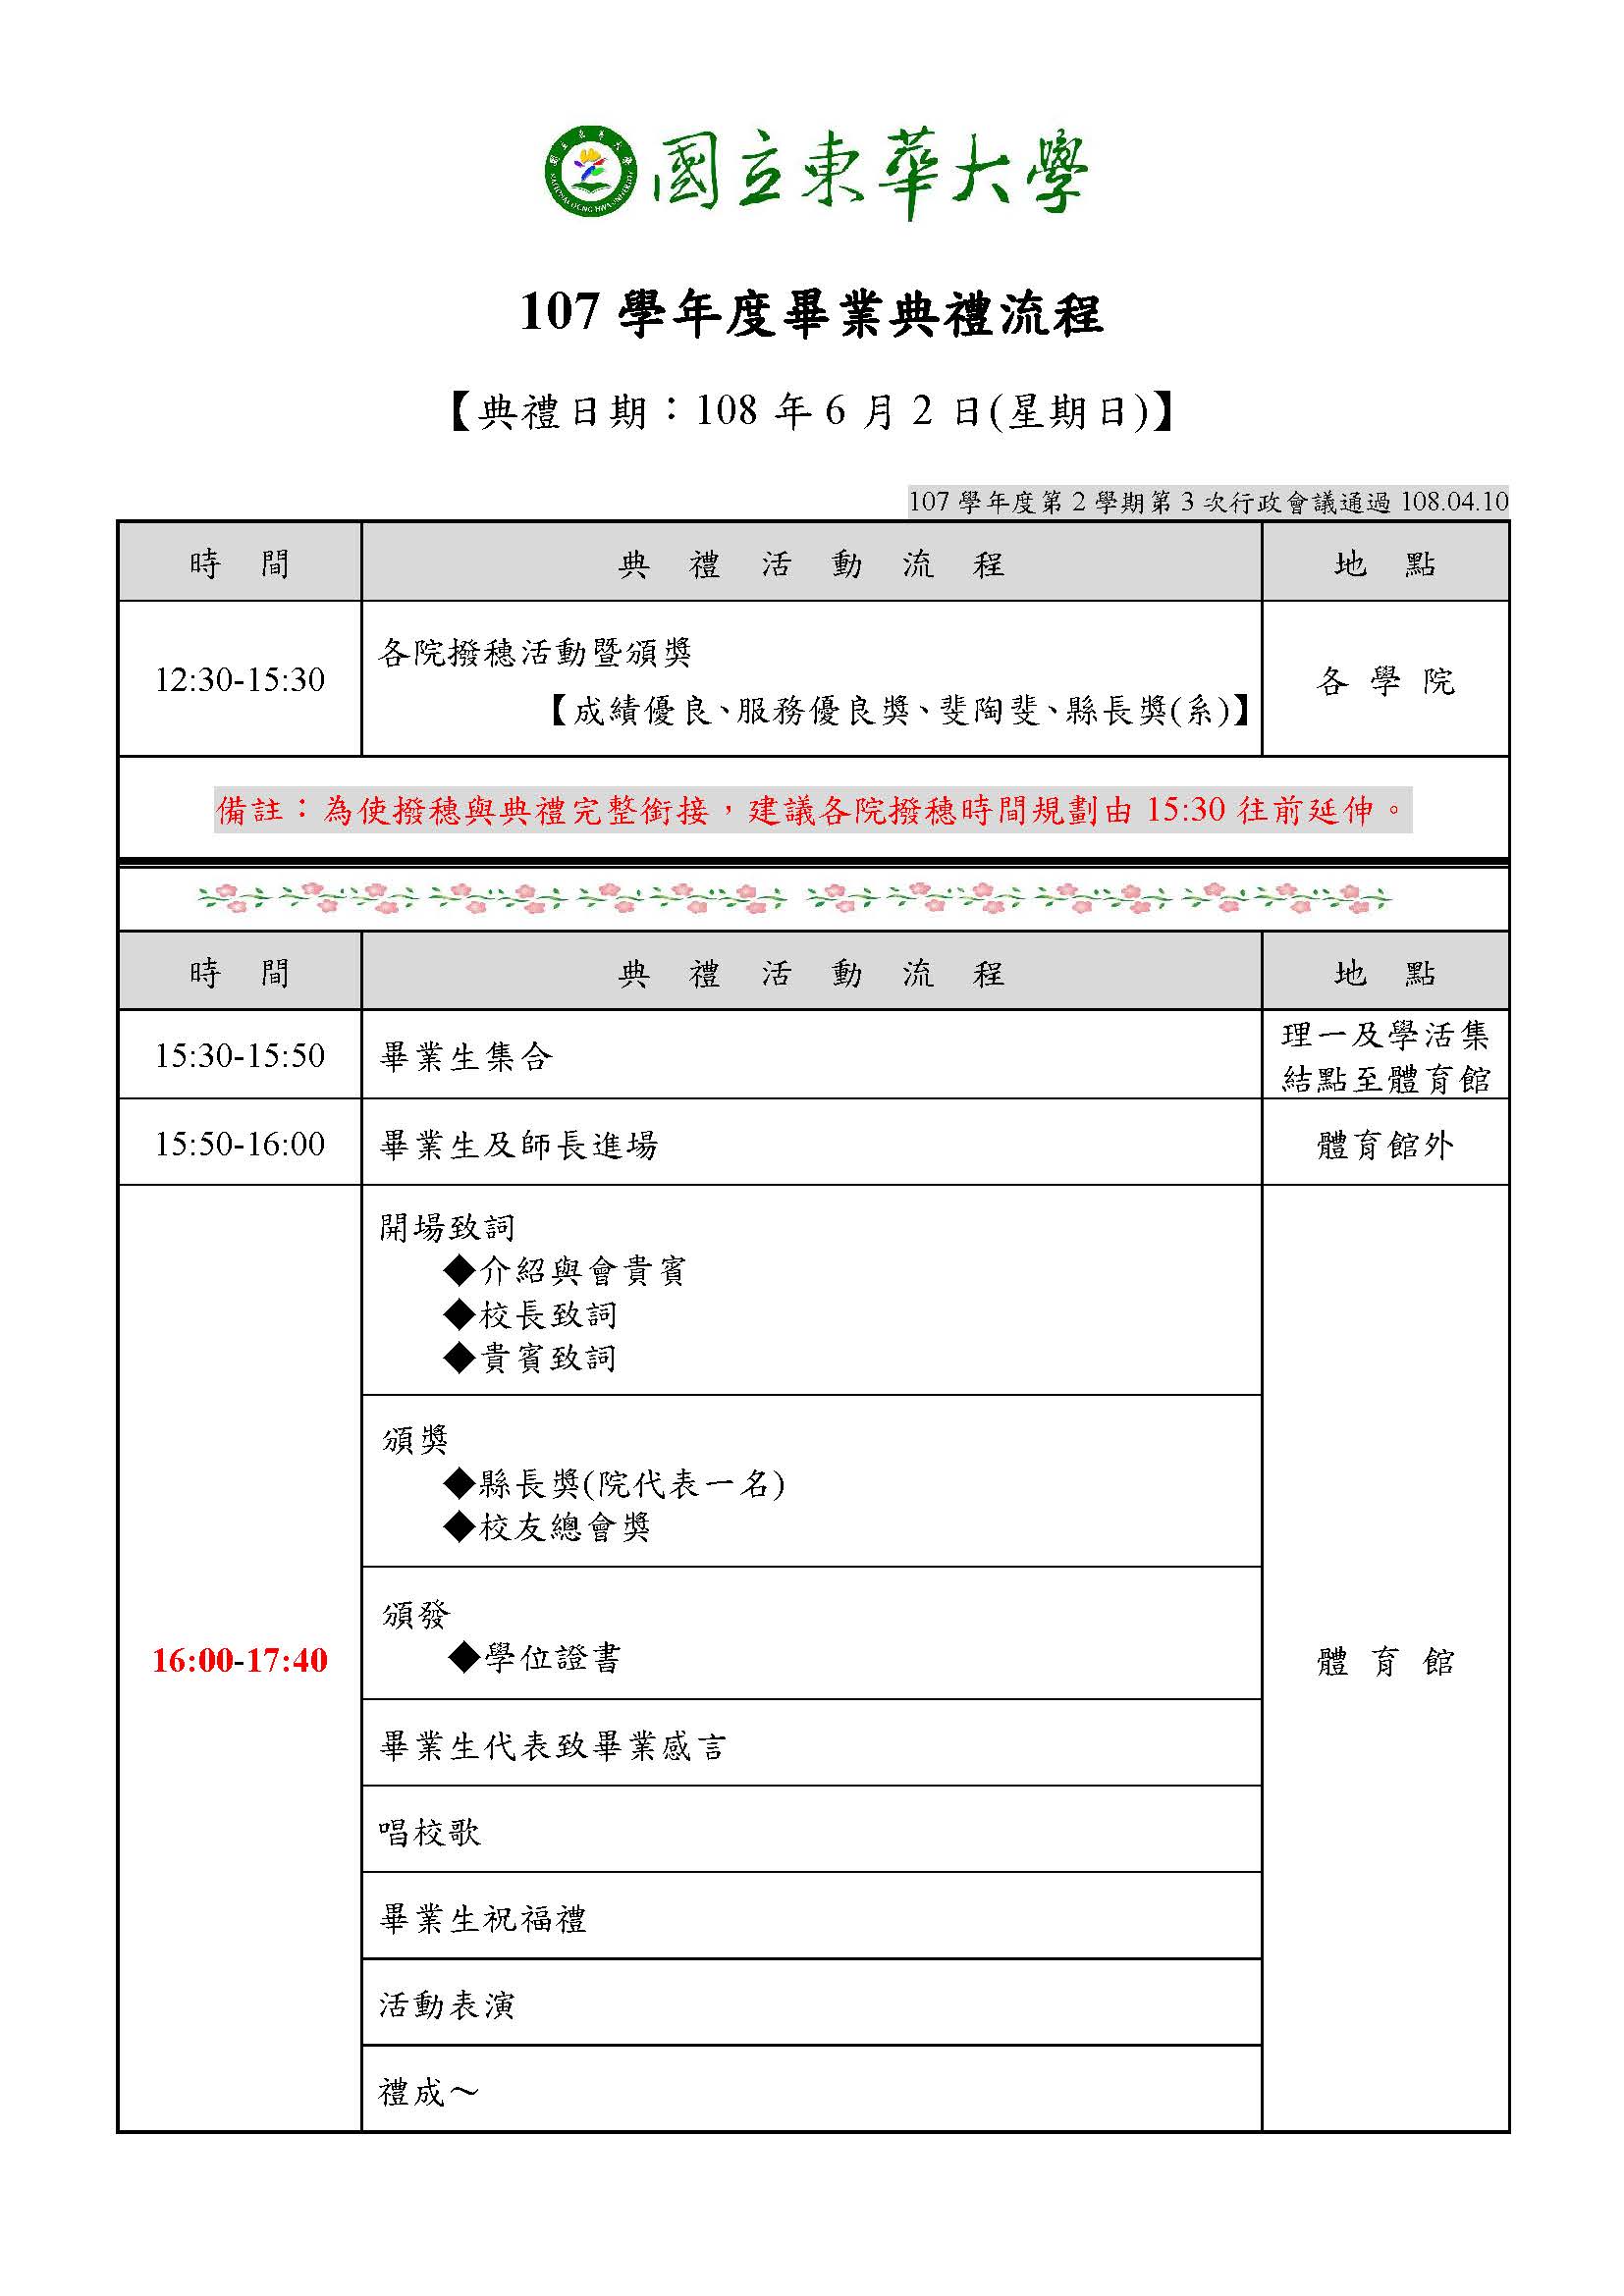 國立東華大學
107 學年度畢業典禮流程
【典禮日期：108 年 6 月 2 日(星期日)】
107 學年度第 2 學期第 3 次行政會議通過 108.04.10
時 間 典 禮 活 動 流 程 地 點
12:30-15:30 各院撥穗活動暨頒獎 各 學 院
【成績優良、服務優良獎、斐陶斐、縣長獎(系)】
備註：為使撥穗與典禮完整銜接，建議各院撥穗時間規劃由 15:30 往前延伸。
時 間 典 禮 活 動 流 程 地 點
15:30-15:50 畢業生集合 理一及學活集
結點至體育館
15:50-16:00 畢業生及師長進場 體育館外
開場致詞
◆介紹與會貴賓
◆校長致詞
◆貴賓致詞
頒獎
◆縣長獎(院代表一名)
◆校友總會獎
頒發
16:00-17:40 ◆學位證書 體 育 館
畢業生代表致畢業感言
唱校歌
畢業生祝福禮
活動表演
禮成～